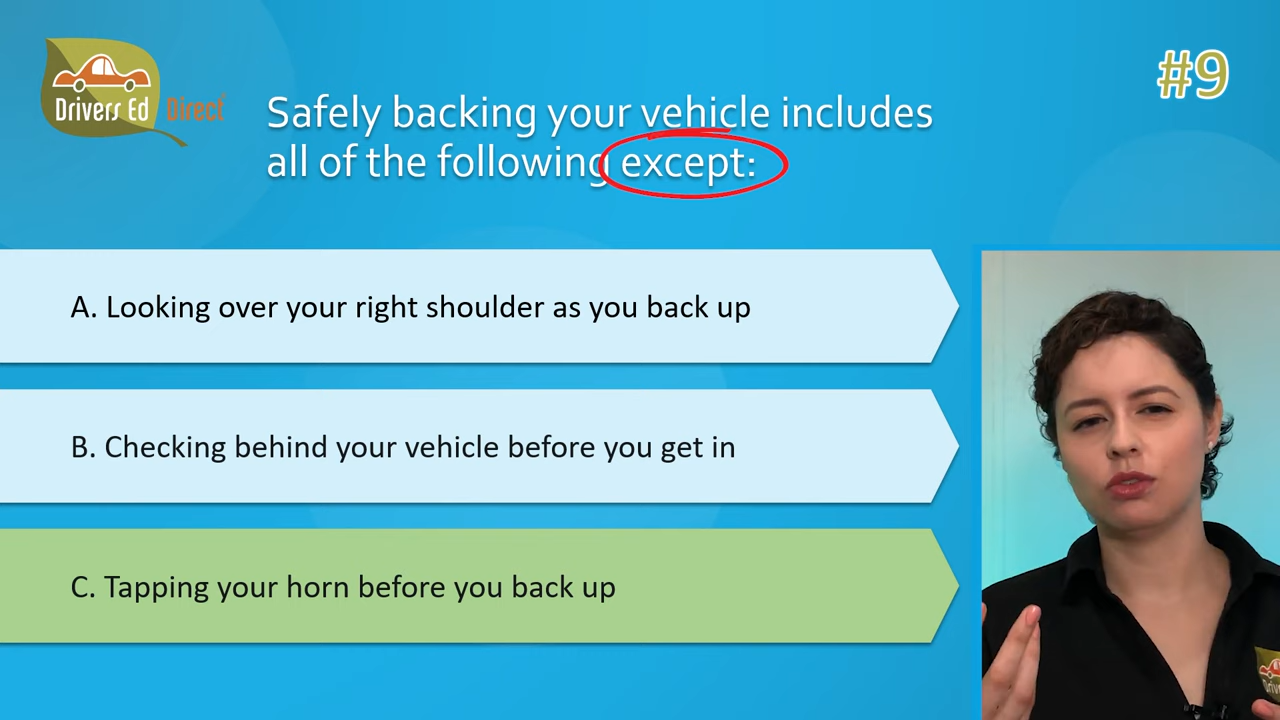 Drivers Ed Direct
#9
Safely backing your vehicle includes
all of the following except:
A. Looking over your right shoulder as you back up
B. Checking behind your vehicle before you get in
C. Tapping your horn before you back up